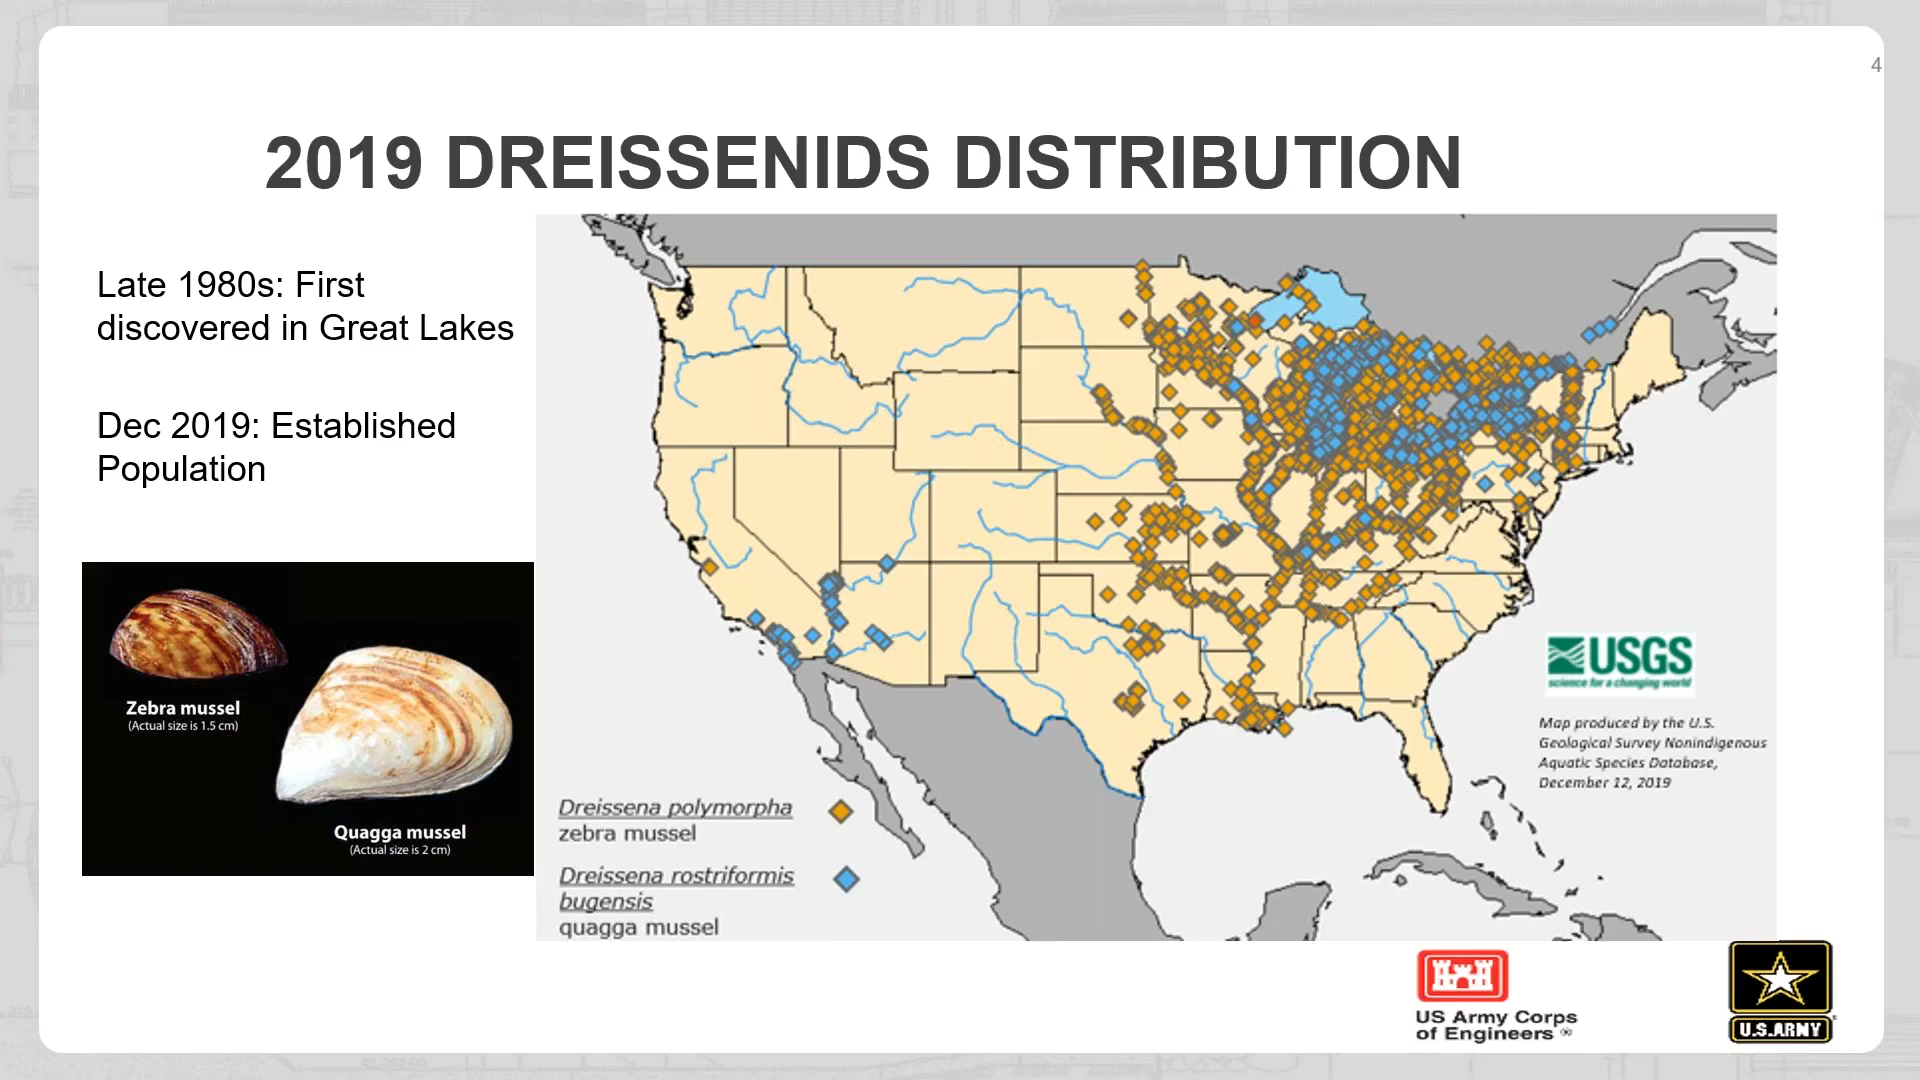 4
2019 DREISSENIDS DISTRIBUTION
Late 1980s: First
discovered in Great Lakes
Dec 2019: Established
Population
Zebra mussel
(Actual size is 1.5 cm)
Quagga mussel
(Actual size is 2 cm)
Dreissena polymorpha
zebra mussel
Dreissena rostriformis
bugensis
quagga mussel
USGS
science for a changing world
Map produced by the U.S.
Geological Survey Nonindigenous
Aquatic Species Database,
December 12, 2019
US Army Corps
of Engineers ®
U.S.ARMY